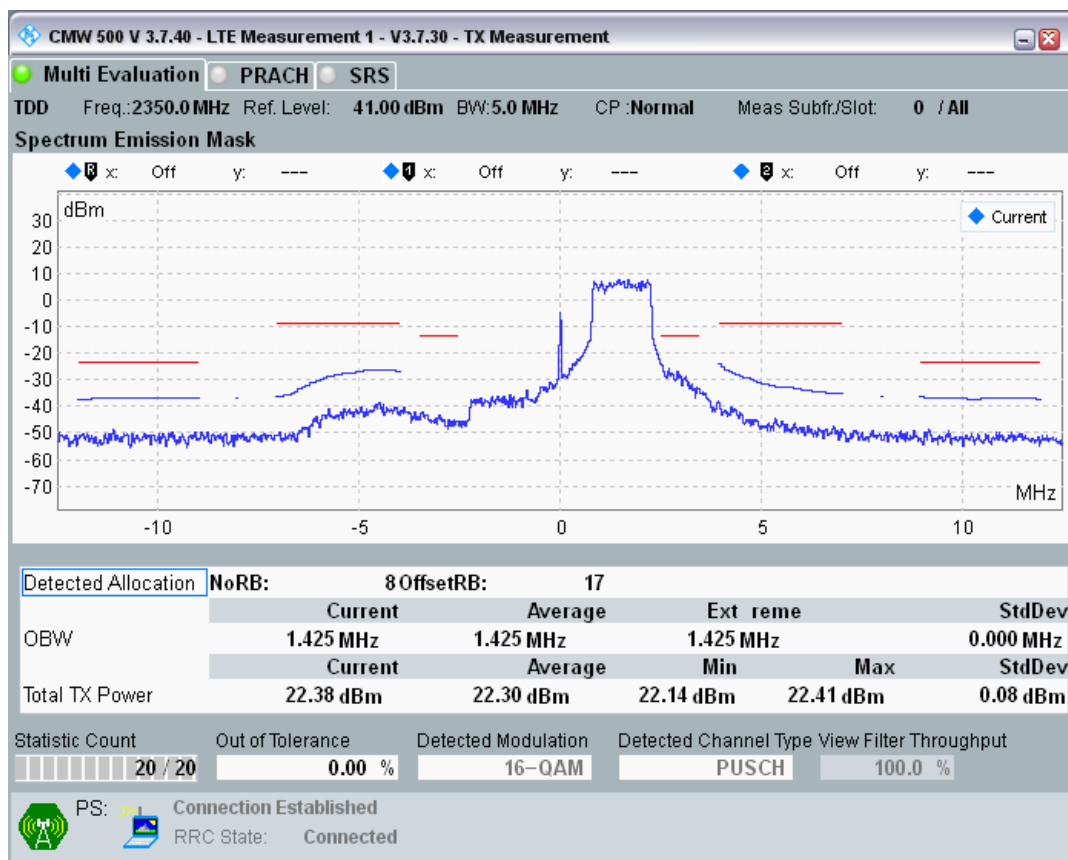 CMW 500 V 3.7.40 - LTE Measurement 1 - V3.7.30 - TX Measurement
Multi Evaluation PRACH SRS
TDD Freq.:2350.0 MHz Ref. Level: 41.00 dBm BW:5.0 MHz CP :Normal Meas Subfr./Slot: 0 / All
Spectrum Emission Mask
R x: Off y: --- 1 x: Off y: --- 2 x: Off y: ---
dBm
Current
30
20
10
0
-10
-20
-30
-40
-50
-60
-70
MHz
-10 -5 0 5 10
Detected Allocation NoRB: 8 OffsetRB: 17
Current Average Ext reme StdDev
OBW 1.425 MHz 1.425 MHz 1.425 MHz 0.000 MHz
Current Average Min Max StdDev
Total TX Power 22.38 dBm 22.30 dBm 22.14 dBm 22.41 dBm 0.08 dBm
Statistic Count Out of Tolerance Detected Modulation Detected Channel Type View Filter Throughput
20 / 20 0.00 % 16-QAM PUSCH 100.0 %
PS: Connection Established
RRC State: Connected